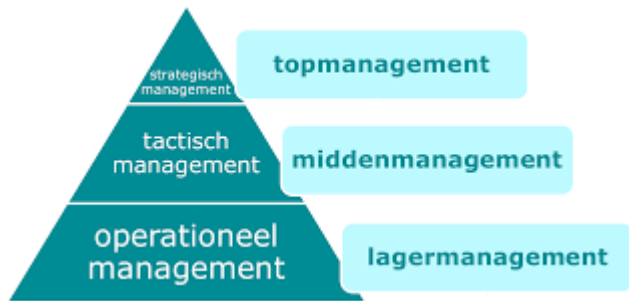 strategisch
management
topmanagement
tactisch
management
middenmanagement
operationeel
management
lagermanagement